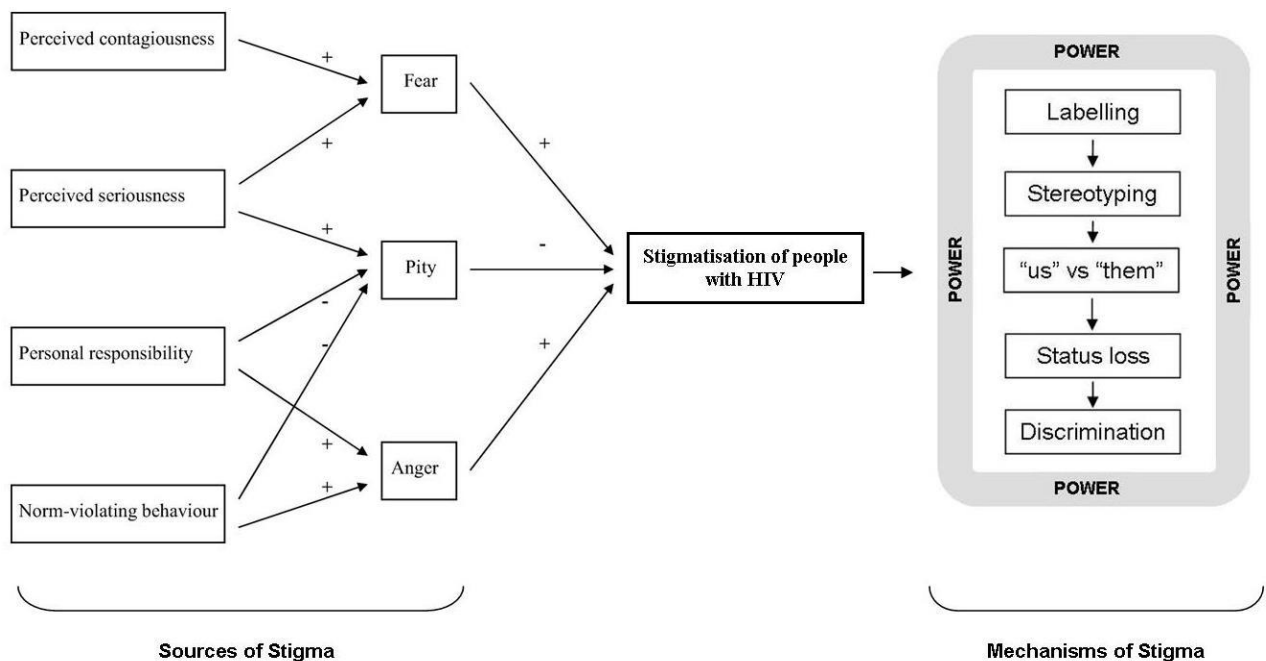 Perceived contagiousness
Perceived seriousness
Personal responsibility
Norm-violating behaviour
+
+
+
-
-
+
+
Fear
Pity
Anger
+
-
+
Stigmatisation of people
with HIV
POWER
POWER
POWER
POWER
Labelling
Stereotyping
“us” vs “them”
Status loss
Discrimination
Sources of Stigma
Mechanisms of Stigma